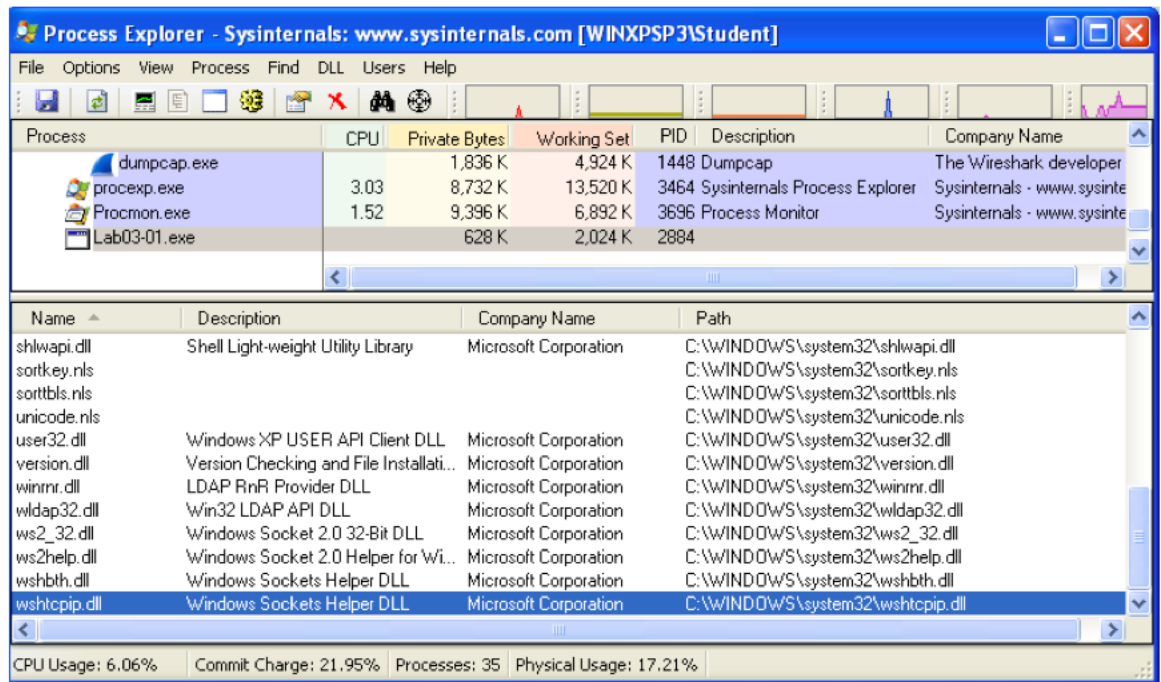 Process Explorer - Sysinternals: www.sysinternals.com [WINXPSP3\Student]
File Options View Process Find DLL Users Help
Process CPU Private Bytes Working Set PID Description Company Name
dumpcap.exe 1,836 K 4,924 K 1448 Dumpcap The Wireshark developer
procexp.exe 3.03 8,732 K 13,520 K 3464 Sysinternals Process Explorer Sysinternals - www.sysinte
Procmon.exe 1.52 9,396 K 6,892 K 3696 Process Monitor Sysinternals - www.sysinte
Lab03-01.exe 628 K 2,024 K 2884
Name Description Company Name Path
shlwapi.dll Shell Light-weight Utility Library Microsoft Corporation C:\WINDOWS\system32\shlwapi.dll
sortkey.nls C:\WINDOWS\system32\sortkey.nls
sorttbls.nls C:\WINDOWS\system32\sorttbls.nls
unicode.nls C:\WINDOWS\system32\unicode.nls
user32.dll Windows XP USER API Client DLL Microsoft Corporation C:\WINDOWS\system32\user32.dll
version.dll Version Checking and File Installati... Microsoft Corporation C:\WINDOWS\system32\version.dll
winrnr.dll LDAP RnR Provider DLL Microsoft Corporation C:\WINDOWS\system32\winrnr.dll
wldap32.dll Win32 LDAP API DLL Microsoft Corporation C:\WINDOWS\system32\wldap32.dll
ws2_32.dll Windows Socket 2.0 32-Bit DLL Microsoft Corporation C:\WINDOWS\system32\ws2_32.dll
ws2help.dll Windows Socket 2.0 Helper for Wi... Microsoft Corporation C:\WINDOWS\system32\ws2help.dll
wshbth.dll Windows Sockets Helper DLL Microsoft Corporation C:\WINDOWS\system32\wshbth.dll
wshtcpip.dll Windows Sockets Helper DLL Microsoft Corporation C:\WINDOWS\system32\wshtcpip.dll
CPU Usage: 6.06% Commit Charge: 21.95% Processes: 35 Physical Usage: 17.21%